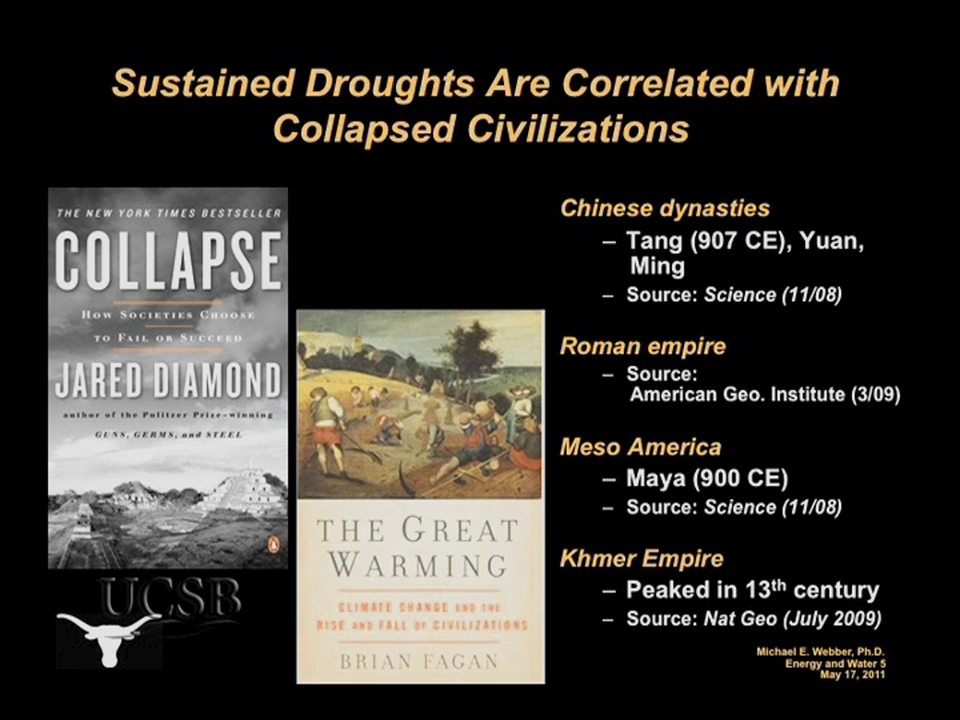 Sustained Droughts Are Correlated with
Collapsed Civilizations
THE NEW YORK TIMES BESTSELLER
COLLAPSE
HOW SOCIETIES CHOOSE
TO FAIL OR SUCCEED
JARED DIAMOND
author of the Pulitzer Prize-winning
GUNS, GERMS, and STEEL
THE GREAT
WARMING
CLIMATE CHANGE AND THE
RISE AND FALL OF CIVILIZATIONS
BRIAN FAGAN
UCSB
Chinese dynasties
– Tang (907 CE), Yuan,
Ming
– Source: Science (11/08)
Roman empire
– Source:
American Geo. Institute (3/09)
Meso America
– Maya (900 CE)
– Source: Science (11/08)
Khmer Empire
– Peaked in 13th century
– Source: Nat Geo (July 2009)
Michael E. Webber, Ph.D.
Energy and Water 5
May 17, 2011